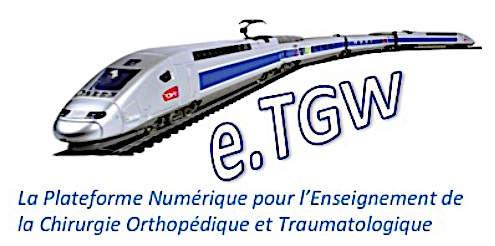 e.TGW
La Plateforme Numérique pour l'Enseignement de
la Chirurgie Orthopédique et Traumatologique